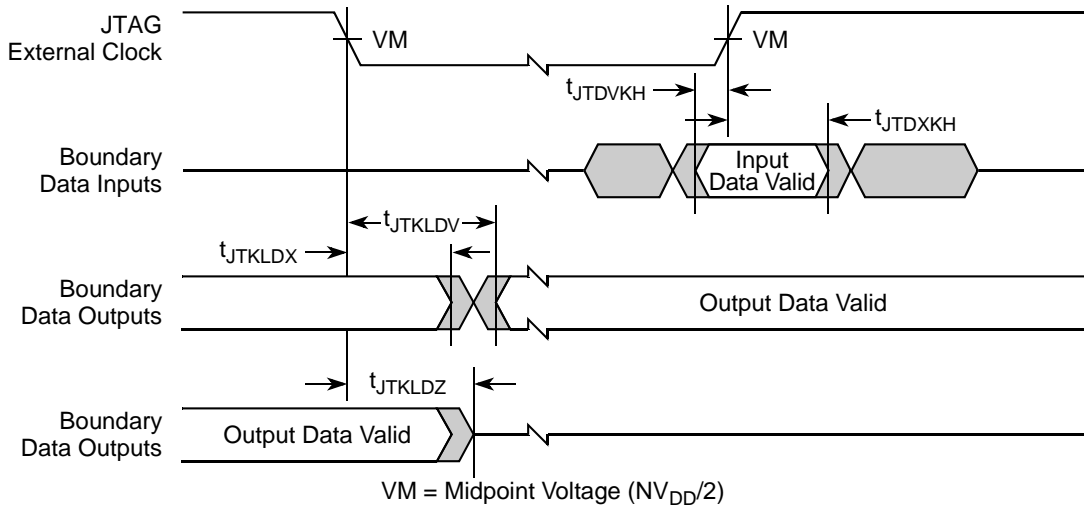 JTAG
External Clock
VM
VM
tJTDVKH
tJTDXKH
Boundary
Data Inputs
Input
Data Valid
tJTKLDV
tJTKLDX
Boundary
Data Outputs
Output Data Valid
tJTKLDZ
Boundary
Data Outputs
Output Data Valid
VM = Midpoint Voltage (NVDD/2)